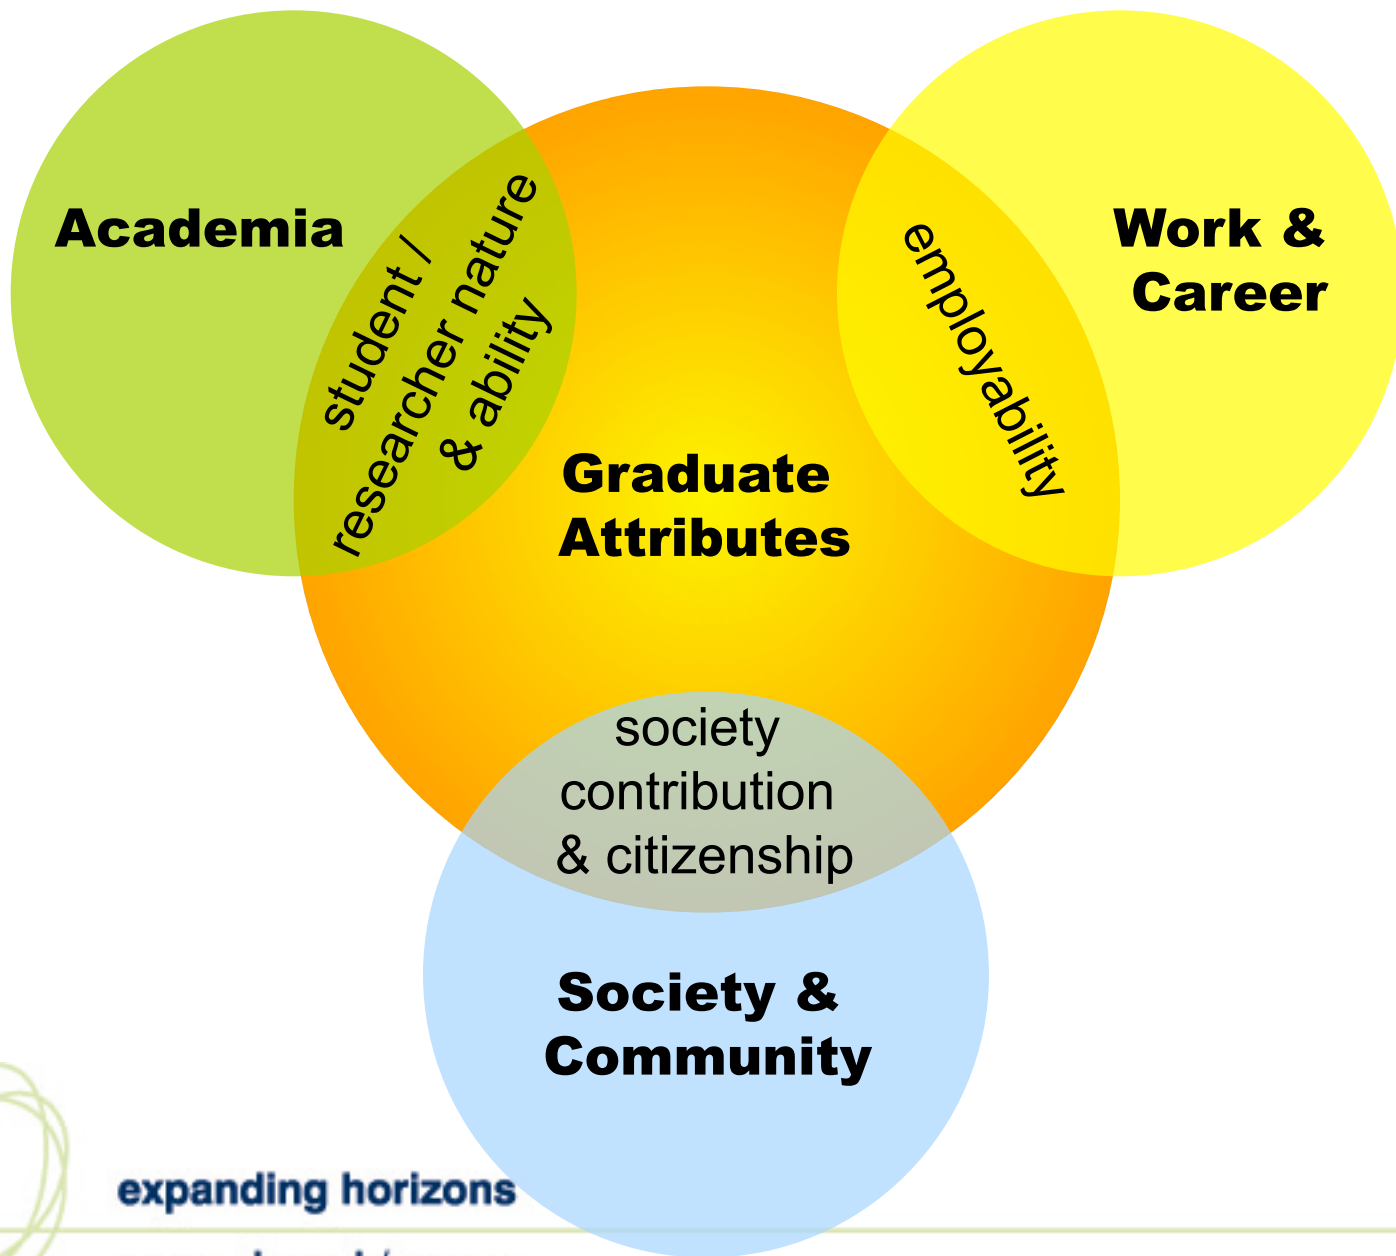 Academia
student /
researcher nature
& ability
Work &
Career
employability
Graduate
Attributes
society
contribution
& citizenship
Society &
Community
expanding horizons